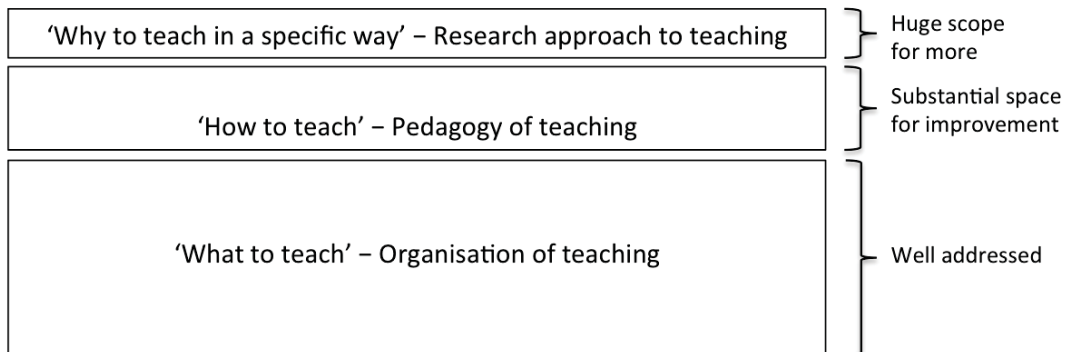 ‘Why to teach in a specific way’ – Research approach to teaching
Huge scope
for more
‘How to teach’ – Pedagogy of teaching
Substantial space
for improvement
‘What to teach’ – Organisation of teaching
Well addressed